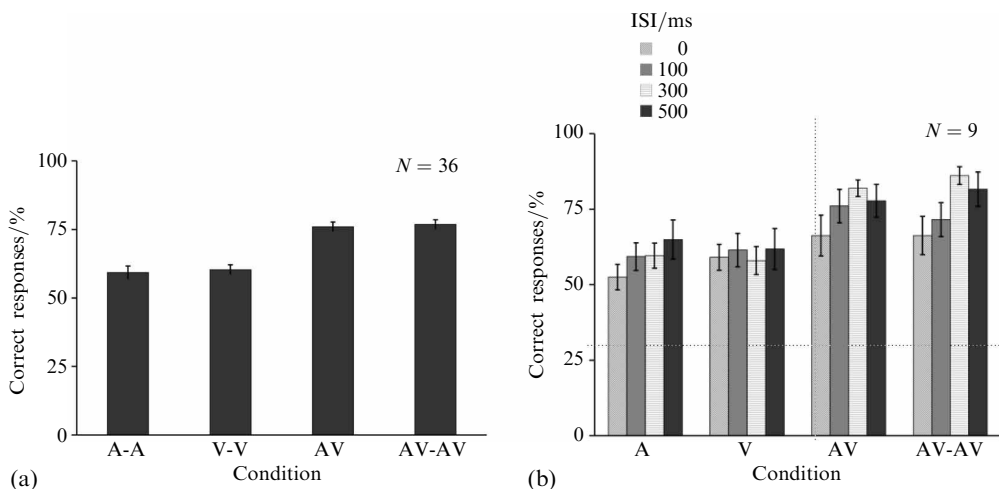 100
75
50
25
0
Correct responses/%
N = 36
A-A V-V AV AV-AV
Condition
(a)
ISI/ms
0
100
300
500
100
75
50
25
0
Correct responses/%
N = 9
A V AV AV-AV
Condition
(b)